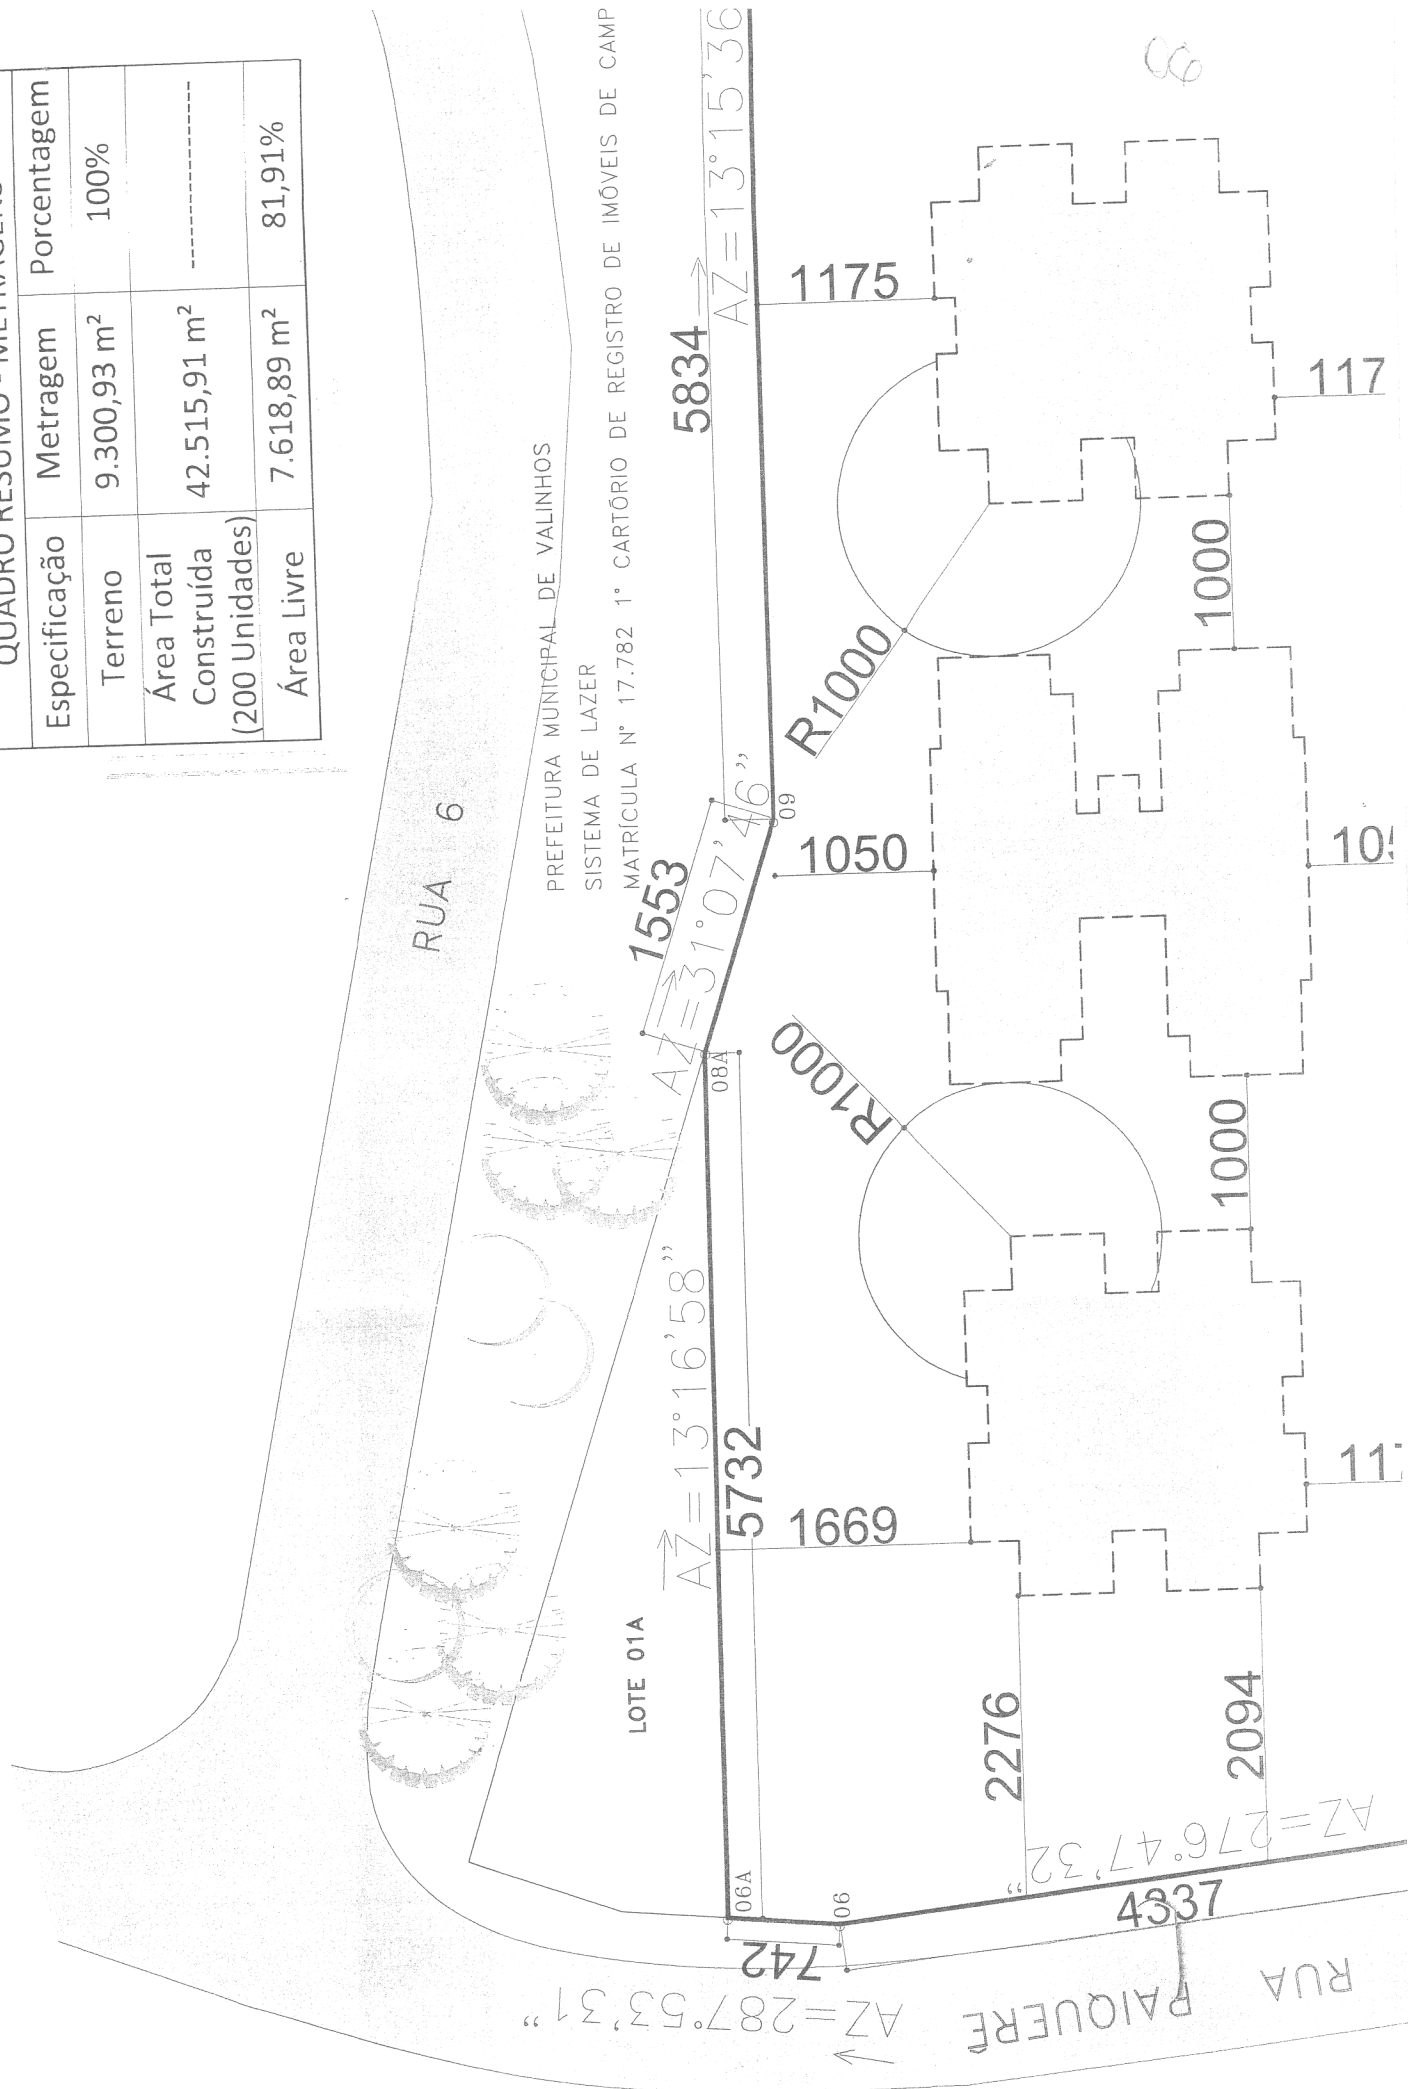 QUADRO RESUMO - METRAGENS
Especificação Metragem Porcentagem
Terreno 9.300,93 m² 100%
Área Total
Construída
(200 Unidades) 42.515,91 m² --------------------
Área Livre 7.618,89 m² 81,91%
RUA 6
PREFEITURA MUNICIPAL DE VALINHOS
SISTEMA DE LAZER
MATRÍCULA N° 17.782 1° CARTÓRIO DE REGISTRO DE IMÓVEIS DE CAMP
5834
AZ=13°15'36
1553
AZ=31°07'46"
09
08A
AZ=13°16'58"
5732
LOTE 01A
06A
06
742
AZ=287°53'31"
1175
117
1000
R1000
1050
105
R1000
1000
1669
117
2276
2094
AZ=276°47'32"
4337
RUA PAIQUERÊ